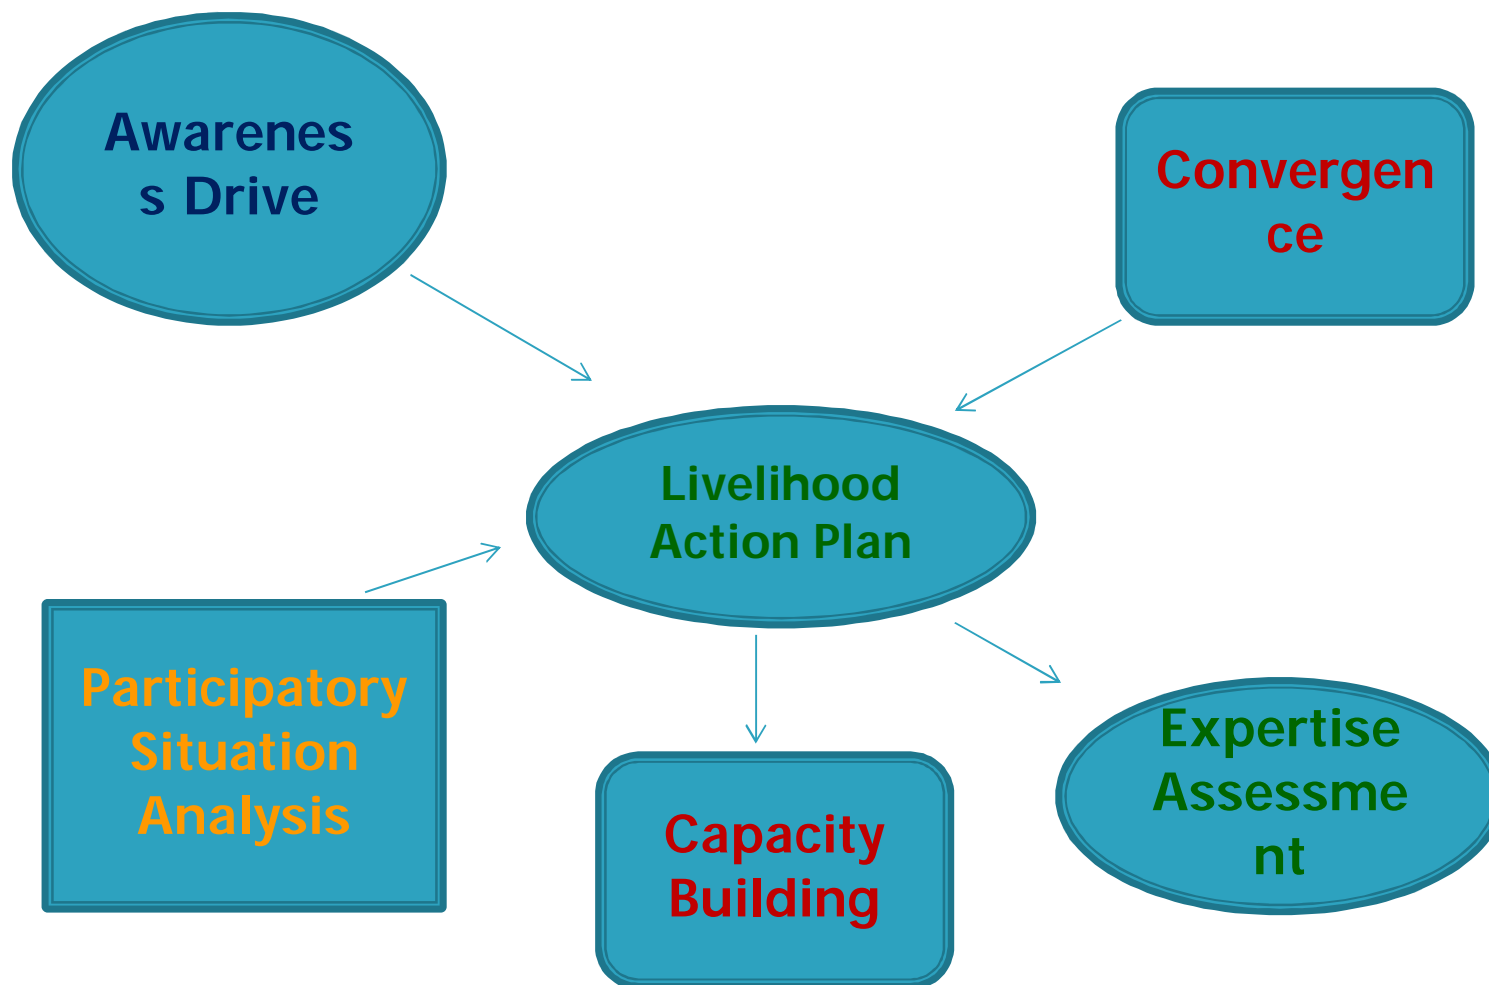 Awarenes
s Drive
Convergen
ce
Livelihood
Action Plan
Participatory
Situation
Analysis
Capacity
Building
Expertise
Assessme
nt